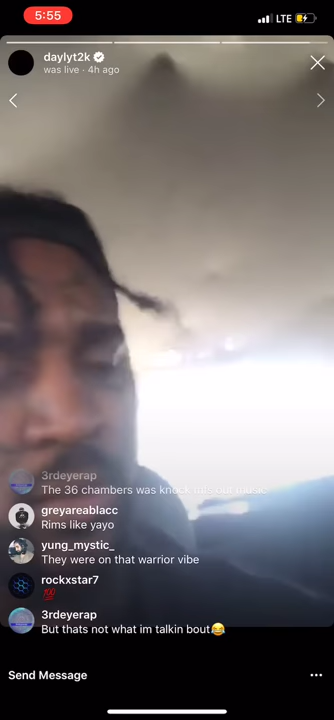 5:55
LTE
daylyt2k
was live · 4h ago
3rdeyerap
The 36 chambers was
greyareablacc
Rims like yayo
yung_mystic_
They were on that warrior vibe
rockxstar7
💯
3rdeyerap
But thats not what im talkin bout😂
Send Message